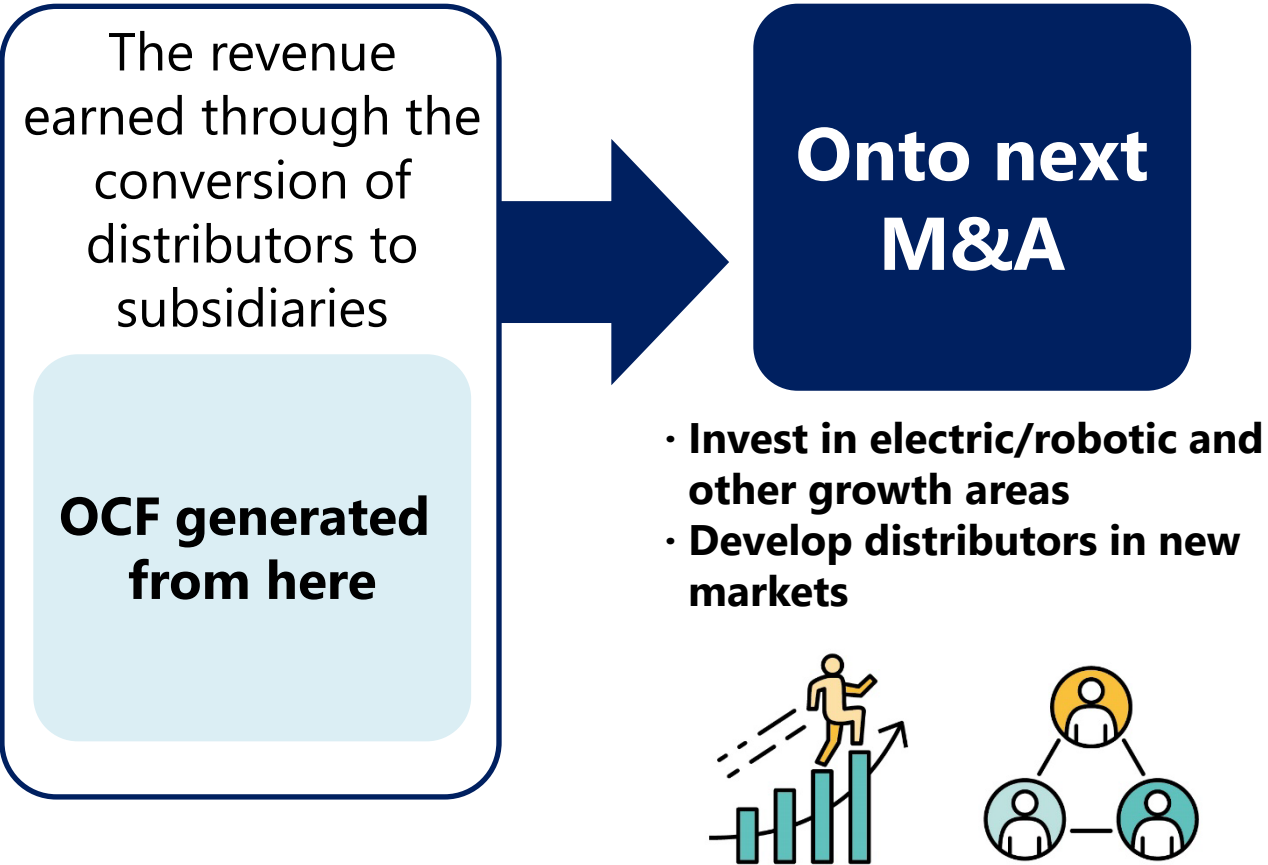 The revenue
earned through the
conversion of
distributors to
subsidiaries
OCF generated
from here
Onto next
M&A
・Invest in electric/robotic and
other growth areas
・Develop distributors in new
markets